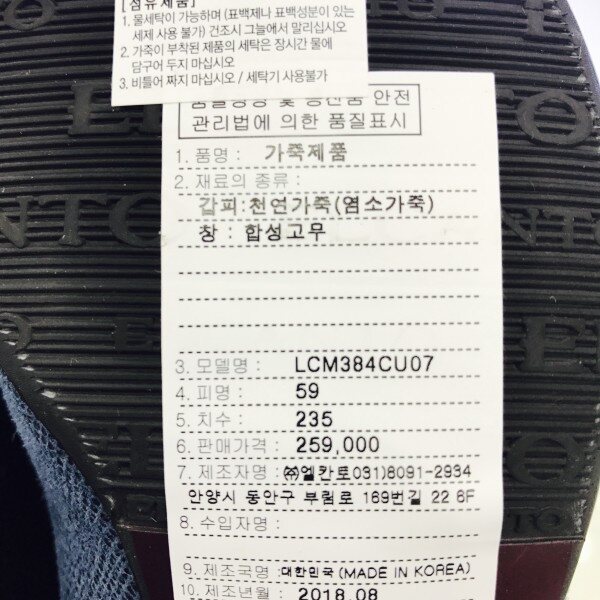 [섬유제품]
1. 물세탁이 가능하며 (표백제나 표백성분이 있는
세제 사용 불가) 건조시 그늘에서 말리십시오
2. 가죽이 부착된 제품의 세탁은 장시간 물에
담구어 두지 마십시오
3. 비틀어 짜지 마십시오 / 세탁기 사용불가
품질경영 및 공산품 안전
관리법에 의한 품질표시
1. 품명 : 가죽제품
2. 재료의 종류 :
갑피:천연가죽(염소가죽)
창 : 합성고무
3. 모델명 : LCM384CU07
4. 피명 : 59
5. 치수 : 235
6. 판매가격 : 259,000
7. 제조자명 : ㈜엘칸토031)8091-2934
안양시 동안구 부림로 169번길 22 6F
8. 수입자명 :
9. 제조국명 :대한민국(MADE IN KOREA)
10. 제조년월 : 2018.08